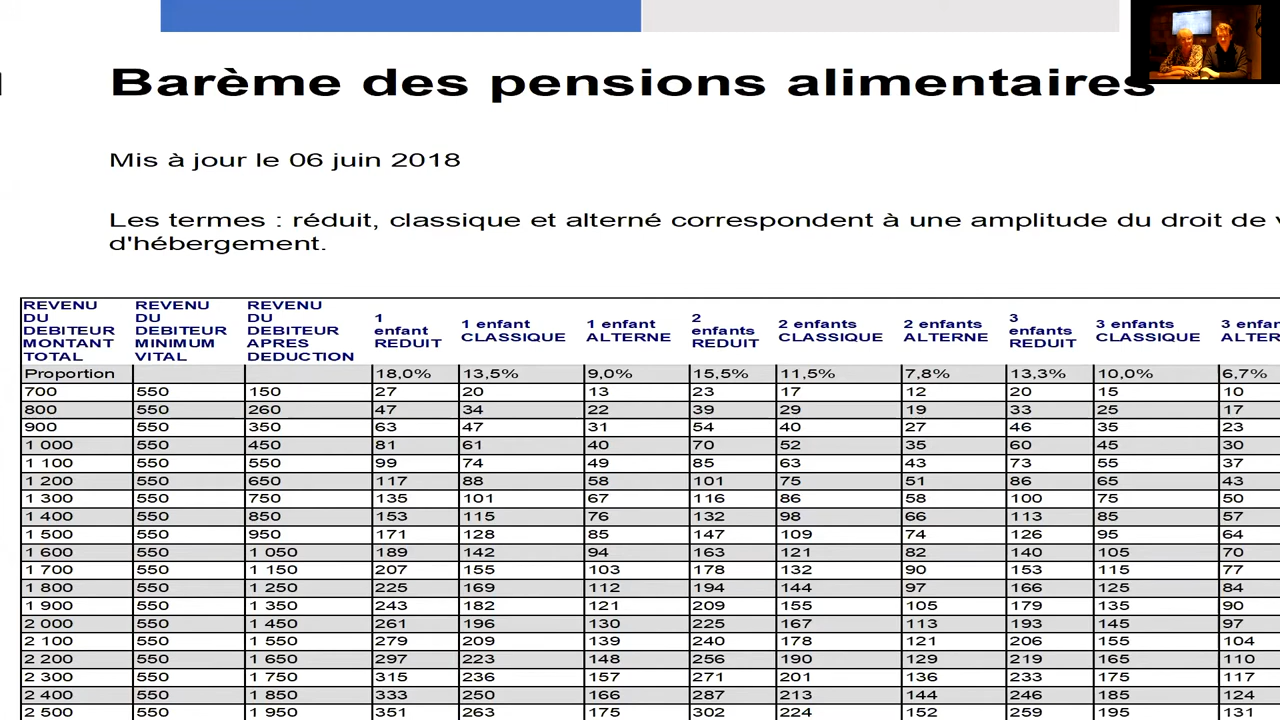 Barème des pensions alimentaires
Mis à jour le 06 juin 2018
Les termes : réduit, classique et alterné correspondent à une amplitude du droit de
d'hébergement.
REVENU DU DEBITEUR MONTANT TOTAL REVENU DU DEBITEUR MINIMUM VITAL REVENU DU DEBITEUR APRES DEDUCTION 1 enfant REDUIT 1 enfant CLASSIQUE 1 enfant ALTERNE 2 enfants REDUIT 2 enfants CLASSIQUE 2 enfants ALTERNE 3 enfants REDUIT 3 enfants CLASSIQUE 3 enfan ALTER
Proportion 18,0% 13,5% 9,0% 15,5% 11,5% 7,8% 13,3% 10,0% 6,7%
700 550 150 27 20 13 23 17 12 20 15 10
800 550 260 47 34 22 39 29 19 33 25 17
900 550 350 63 47 31 54 40 27 46 35 23
1 000 550 450 81 61 40 70 52 35 60 45 30
1 100 550 550 99 74 49 85 63 43 73 55 37
1 200 550 650 117 88 58 101 75 51 86 65 43
1 300 550 750 135 101 67 116 86 58 100 75 50
1 400 550 850 153 115 76 132 98 66 113 85 57
1 500 550 950 171 128 85 147 109 74 126 95 64
1 600 550 1 050 189 142 94 163 121 82 140 105 70
1 700 550 1 150 207 155 103 178 132 90 153 115 77
1 800 550 1 250 225 169 112 194 144 97 166 125 84
1 900 550 1 350 243 182 121 209 155 105 179 135 90
2 000 550 1 450 261 196 130 225 167 113 193 145 97
2 100 550 1 550 279 209 139 240 178 121 206 155 104
2 200 550 1 650 297 223 148 256 190 129 219 165 110
2 300 550 1 750 315 236 157 271 201 136 233 175 117
2 400 550 1 850 333 250 166 287 213 144 246 185 124
2 500 550 1 950 351 263 175 302 224 152 259 195 131